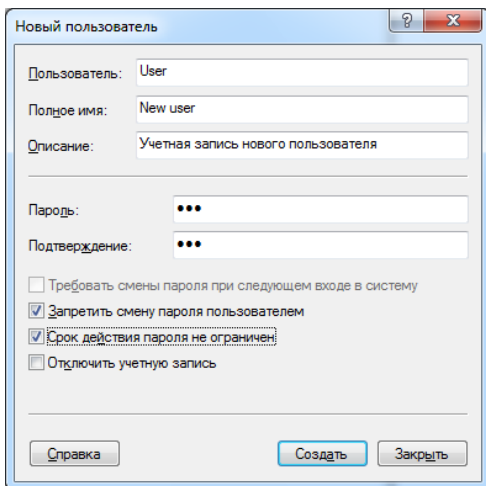 Новый пользователь
Пользователь: User
Полное имя: New user
Описание: Учетная запись нового пользователя
Пароль: •••
Подтверждение: •••
Требовать смены пароля при следующем входе в систему
Запретить смену пароля пользователем
Срок действия пароля не ограничен
Отключить учетную запись
Справка Создать Закрыть